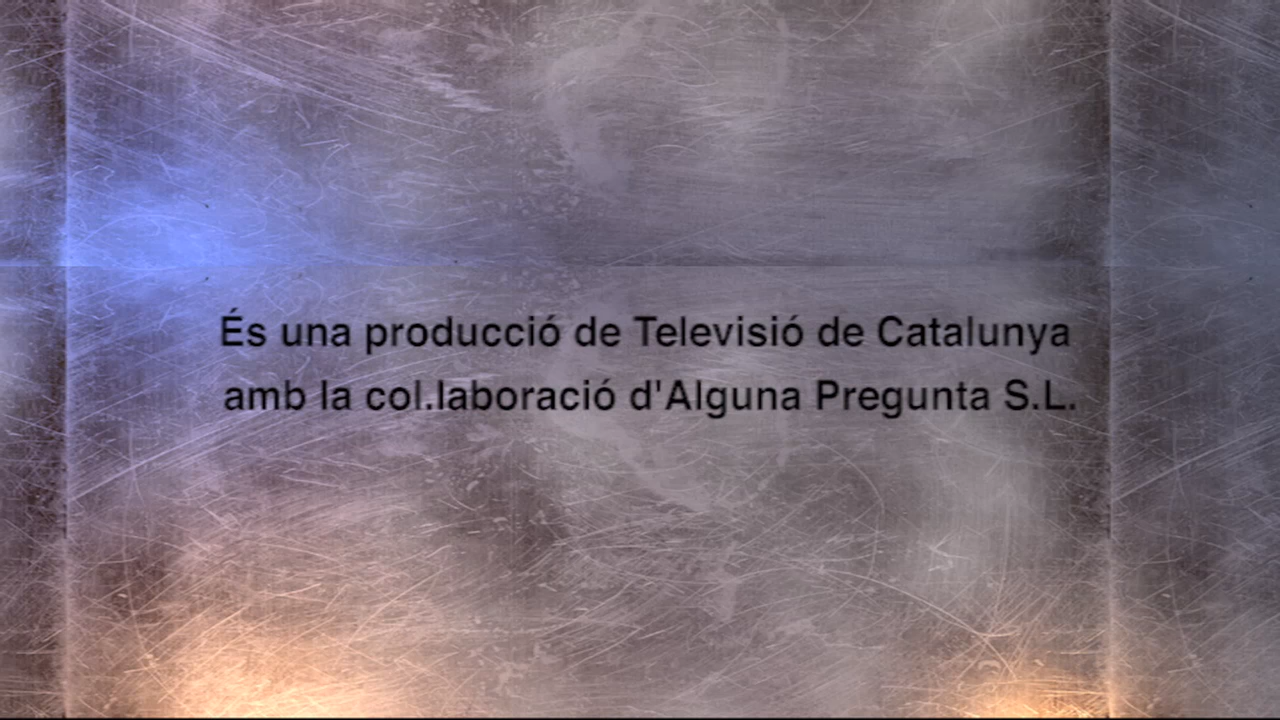 És una producció de Televisió de Catalunya
amb la col.laboració d'Alguna Pregunta S.L.